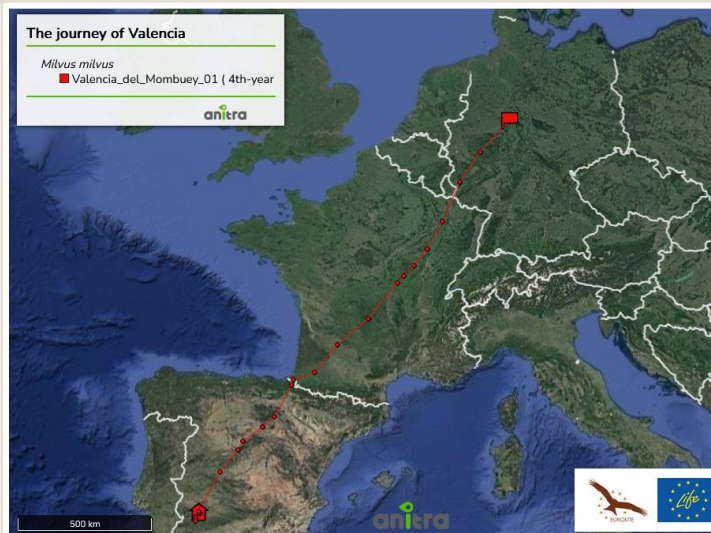 The journey of Valencia
Milvus milvus
Valencia_del_Mombuey_01 ( 4th-year
anitra
500 km
anitra
EUROKITE
Life